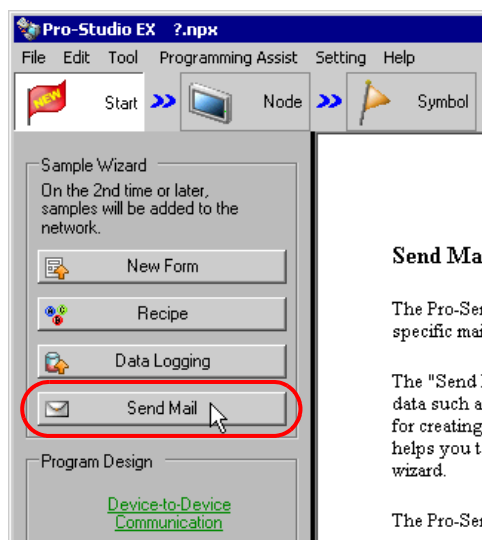 Pro-Studio EX ?.npx
File Edit Tool Programming Assist Setting Help
NEW Start Node Symbol
Sample Wizard
On the 2nd time or later,
samples will be added to the
network.
New Form
Recipe
Data Logging
Send Mail
Program Design
Device-to-Device
Communication
Send Ma
The Pro-Ser
specific mai
The "Send
data such a
for creating
helps you t
wizard.
The Pro-Ser